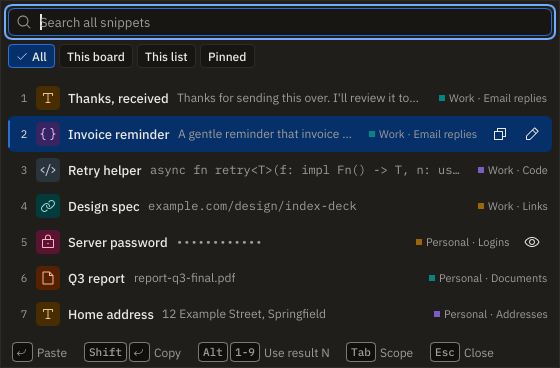 Search all snippets
All This board This list Pinned
1 T Thanks, received Thanks for sending this over. I'll review it to... Work · Email replies
2 { } Invoice reminder A gentle reminder that invoice ... Work · Email replies
3 </> Retry helper async fn retry<T>(f: impl Fn() -> T, n: us... Work · Code
4 Design spec example.com/design/index-deck Work · Links
5 Server password •••••••••••• Personal · Logins
6 Q3 report report-q3-final.pdf Personal · Documents
7 T Home address 12 Example Street, Springfield Personal · Addresses
Paste Shift Copy Alt 1-9 Use result N Tab Scope Esc Close